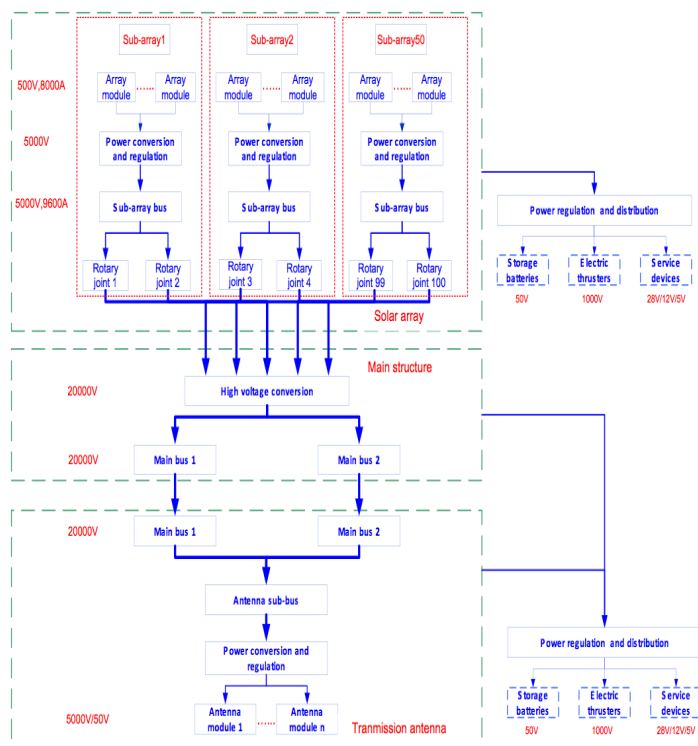 Sub-array1 Sub-array2 Sub-array50
500V,8000A
Array module ...... Array module
Array module ...... Array module
Array module ...... Array module
5000V
Power conversion and regulation
Power conversion and regulation
Power conversion and regulation
5000V,9600A
Sub-array bus Sub-array bus Sub-array bus
Rotary joint 1
Rotary joint 2
Rotary joint 3
Rotary joint 4
Rotary joint 99
Rotary joint 100
Solar array
Power regulation and distribution
Storage batteries
Electric thrusters
Service devices
50V 1000V 28V/12V/5V
Main structure
20000V
High voltage conversion
20000V
Main bus 1 Main bus 2
20000V
Main bus 1 Main bus 2
Antenna sub-bus
Power conversion and regulation
5000V/50V
Antenna module 1 ...... Antenna module n
Tranmission antenna
Power regulation and distribution
Storage batteries
Electric thrusters
Service devices
50V 1000V 28V/12V/5V